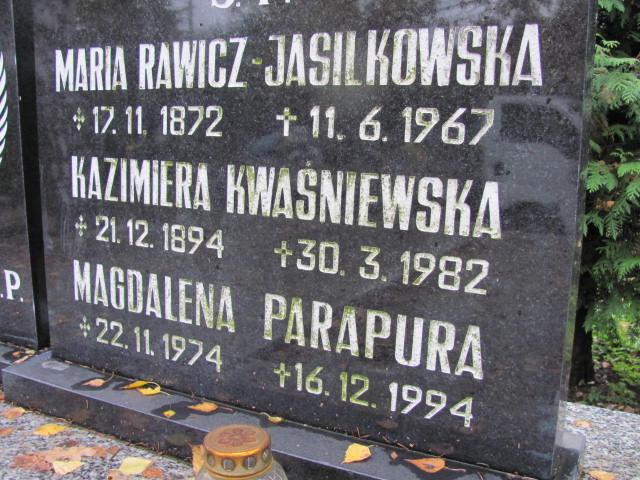 MARIA RAWICZ-JASILKOWSKA
17. 11. 1872 † 11. 6. 1967
KAZIMIERA KWAŚNIEWSKA
21. 12. 1894 † 30. 3. 1982
MAGDALENA PARAPURA
22. 11. 1974 † 16. 12. 1994
.P.